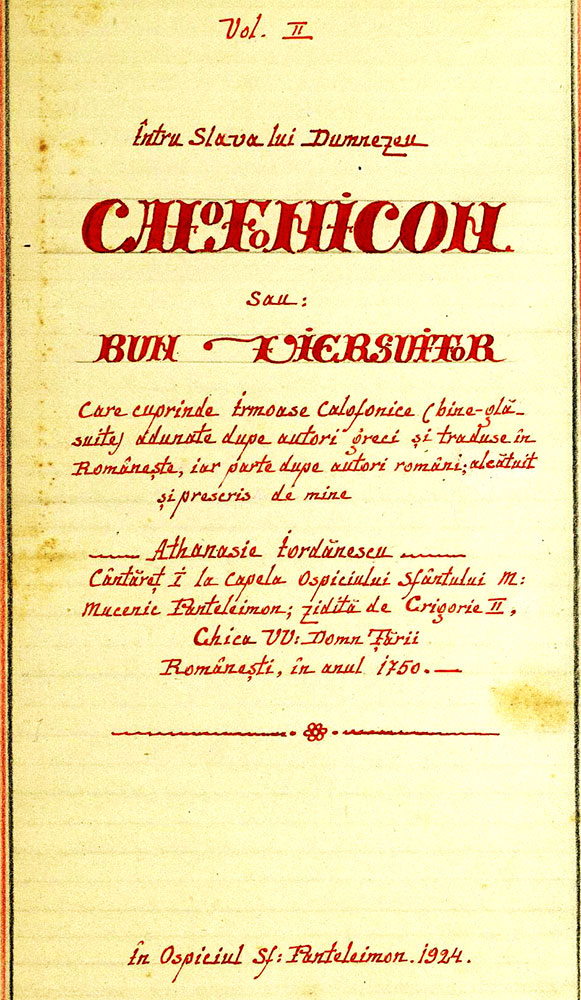 Vol. II
Întru Slava lui Dumnezeu
CALOFONICON
sau:
BUN VIERSUITOR
Care cuprinde Irmoase Calofonice (bine-glă-
suite) adunate dupe autori greci și traduse în
Românește, iar parte dupe autori români; alcătuit
și prescris de mine
Athanasie Iordănescu
Cântăreț I la capela Ospiciului Sfântului M:
Mucenic Panteleimon; zidită de Grigorie II,
Ghica VV: Domn Țării
Românești, în anul 1750.
În Ospiciul Sf: Panteleimon. 1924.